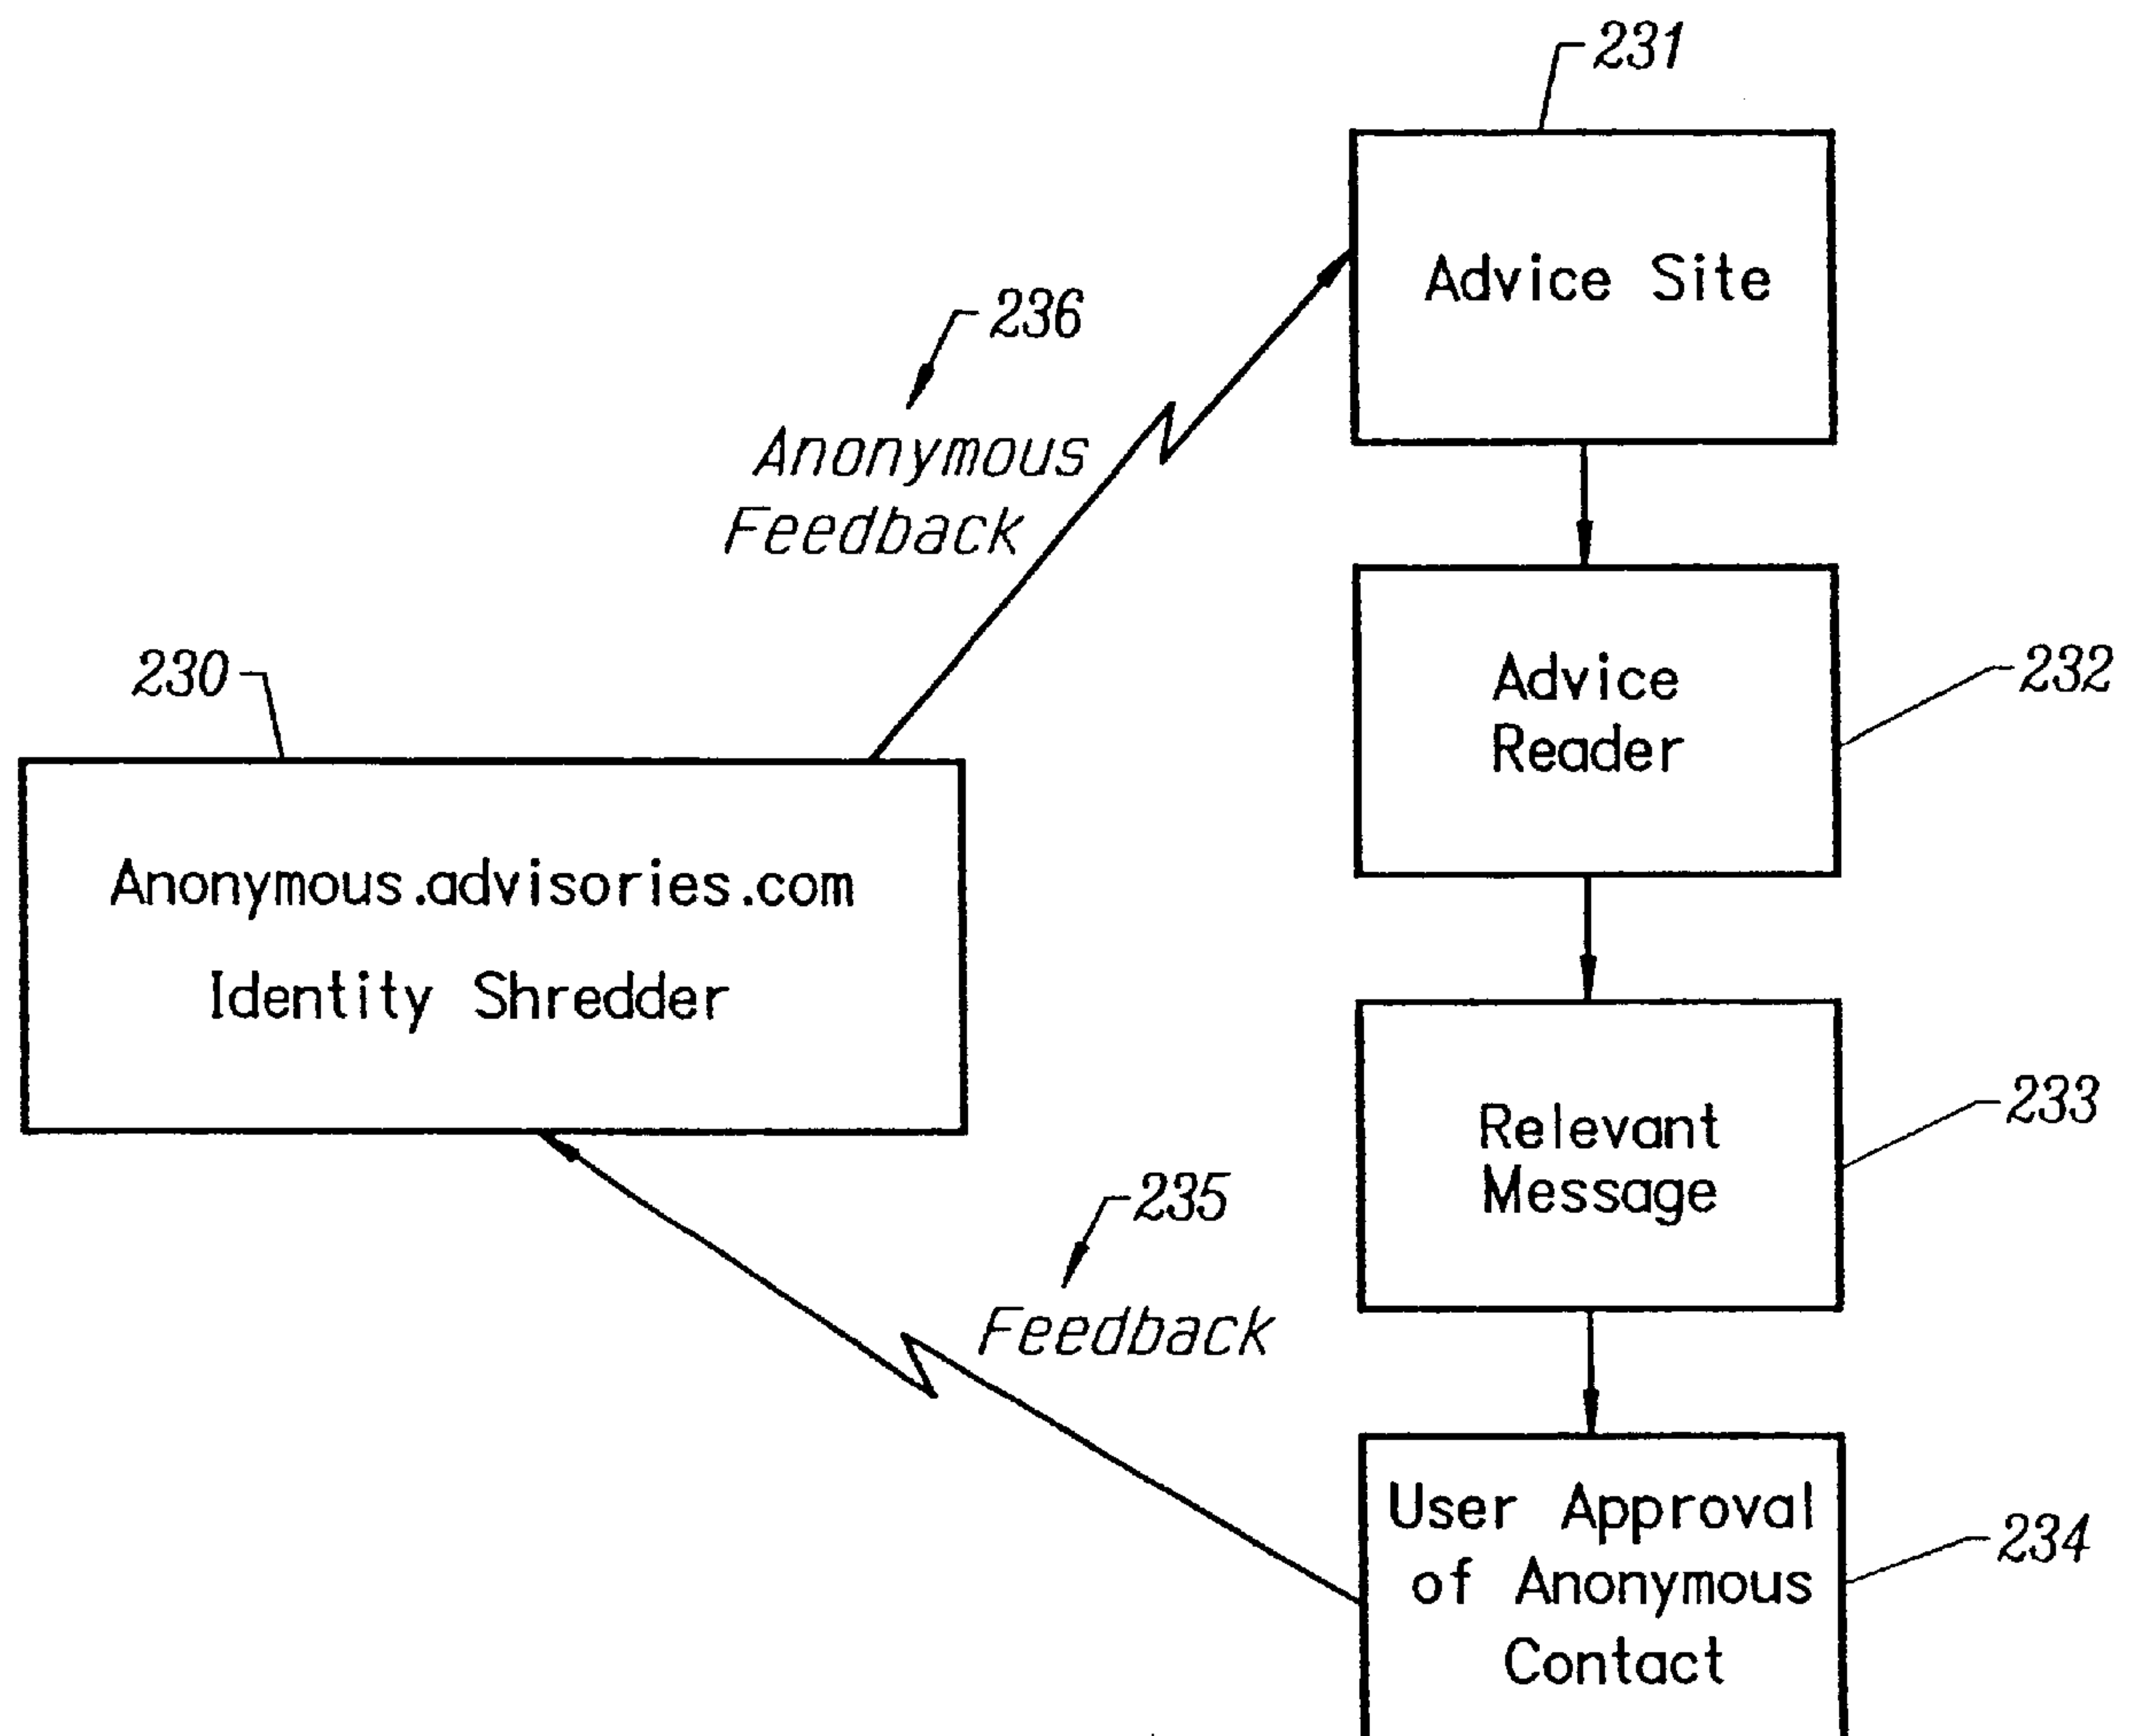 231
Advice Site
236
Anonymous
Feedback
230
232
Advice
Reader
Anonymous.advisories.com
Identity Shredder
233
Relevant
Message
235
Feedback
234
User Approval
of Anonymous
Contact